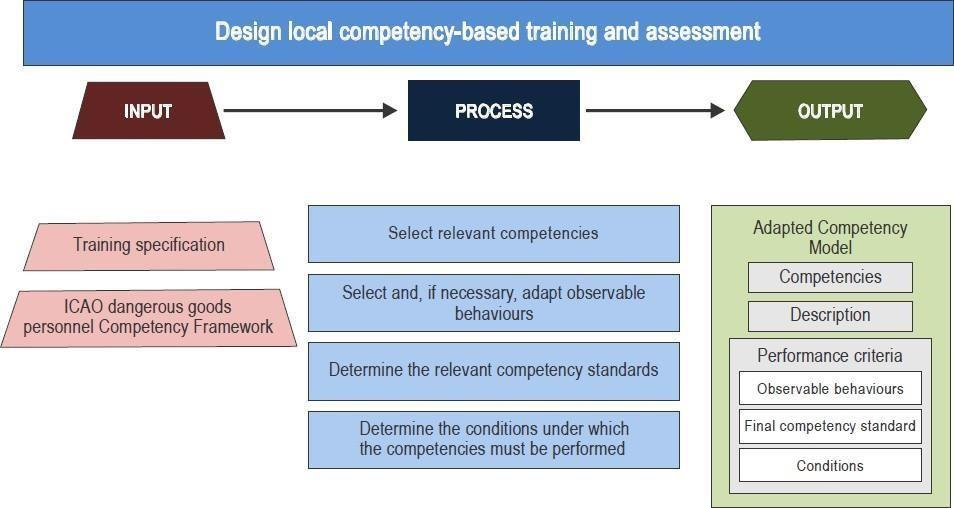 Design local competency-based training and assessment
INPUT
PROCESS
OUTPUT
Training specification
ICAO dangerous goods
personnel Competency Framework
Select relevant competencies
Select and, if necessary, adapt observable
behaviours
Determine the relevant competency standards
Determine the conditions under which
the competencies must be performed
Adapted Competency
Model
Competencies
Description
Performance criteria
Observable behaviours
Final competency standard
Conditions